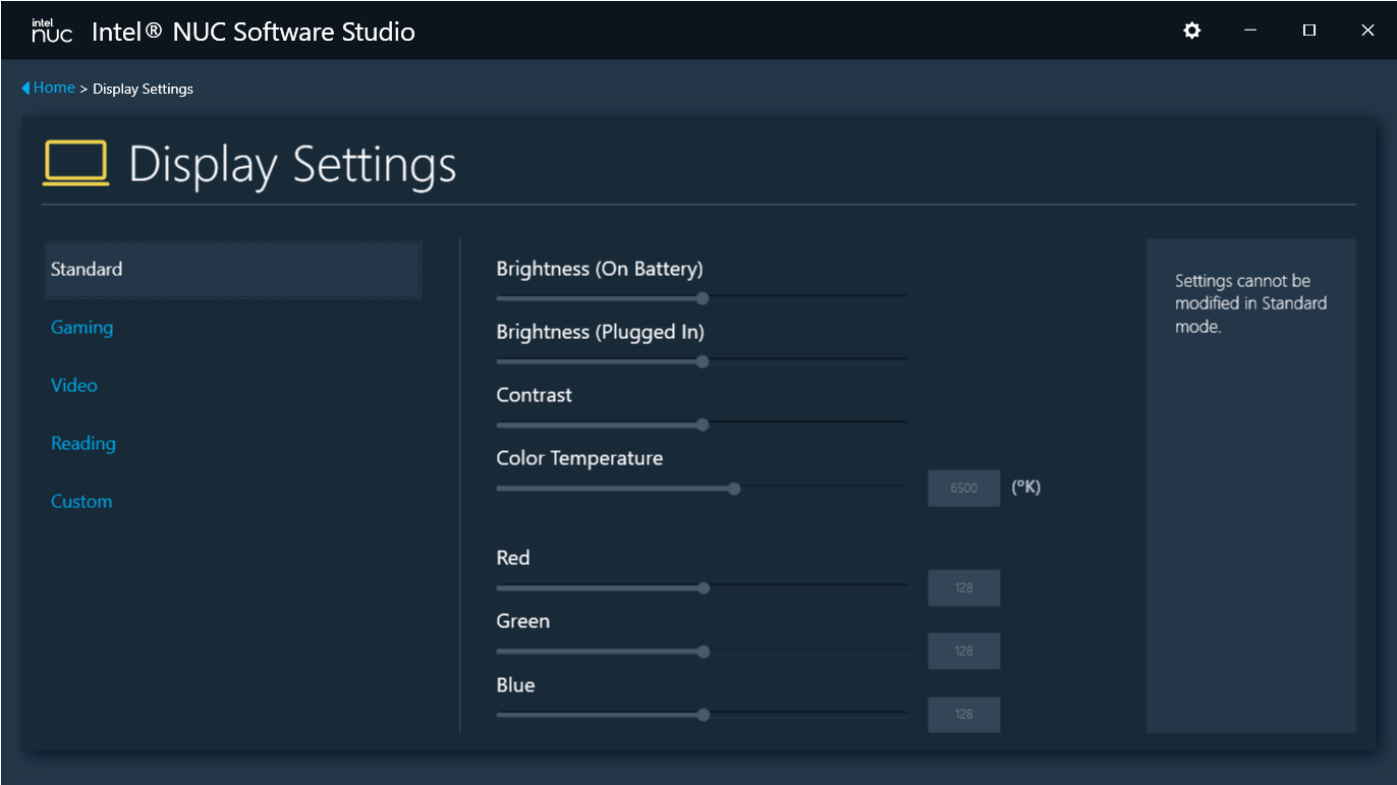 intel nuc Intel® NUC Software Studio
Home > Display Settings
Display Settings
Standard
Gaming
Video
Reading
Custom
Brightness (On Battery)
Brightness (Plugged In)
Contrast
Color Temperature
6500 (°K)
Red
128
Green
128
Blue
128
Settings cannot be
modified in Standard
mode.